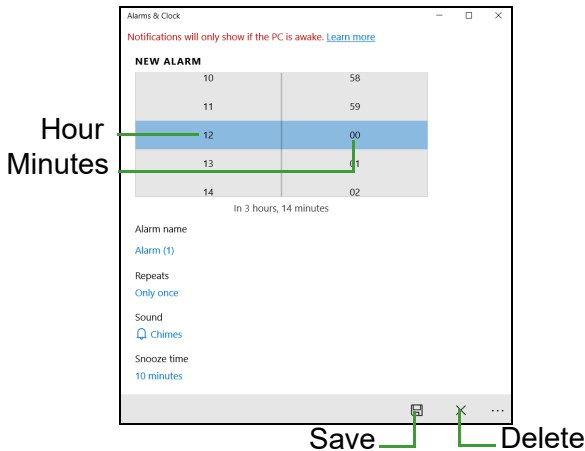 Alarms & Clock
Notifications will only show if the PC is awake. Learn more
NEW ALARM
10 58
11 59
Hour
12 00
Minutes
13 01
14 02
In 3 hours, 14 minutes
Alarm name
Alarm (1)
Repeats
Only once
Sound
Chimes
Snooze time
10 minutes
...
Save
Delete